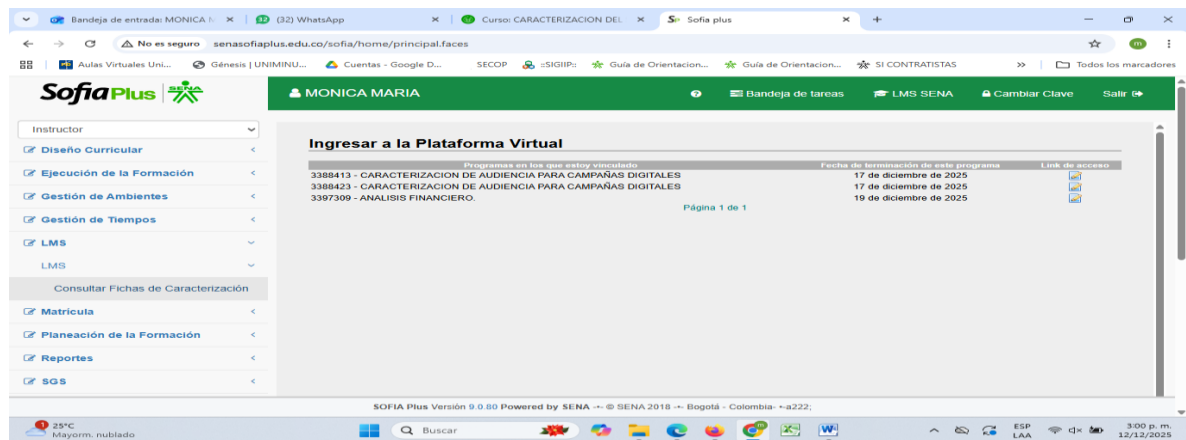 Bandeja de entrada: MONICA
(32) WhatsApp
Curso: CARACTERIZACION DEL
Sofia plus
No es seguro
senasofiaplus.edu.co/sofia/home/principal.faces
Aulas Virtuales Uni...
Génesis | UNIMINU...
Cuentas - Google D...
SECOP
::SIGIIP::
Guía de Orientacion...
Guía de Orientacion...
SI CONTRATISTAS
Todos los marcadores
Sofia Plus SENA
MONICA MARIA
Bandeja de tareas
LMS SENA
Cambiar Clave
Salir
Instructor
Diseño Curricular
Ejecución de la Formación
Gestión de Ambientes
Gestión de Tiempos
LMS
LMS
Consultar Fichas de Caracterización
Matrícula
Planeación de la Formación
Reportes
SGS
Ingresar a la Plataforma Virtual
Programas en los que estoy vinculado Fecha de terminación de este programa Link de acceso
3388413 - CARACTERIZACION DE AUDIENCIA PARA CAMPAÑAS DIGITALES 17 de diciembre de 2025
3388423 - CARACTERIZACION DE AUDIENCIA PARA CAMPAÑAS DIGITALES 17 de diciembre de 2025
3397309 - ANALISIS FINANCIERO. 19 de diciembre de 2025
Página 1 de 1
SOFIA Plus Versión 9.0.80 Powered by SENA -•- © SENA 2018 -•- Bogotá - Colombia- •-a222;
25°C
Mayorm. nublado
Buscar
ESP
LAA
3:00 p. m.
12/12/2025